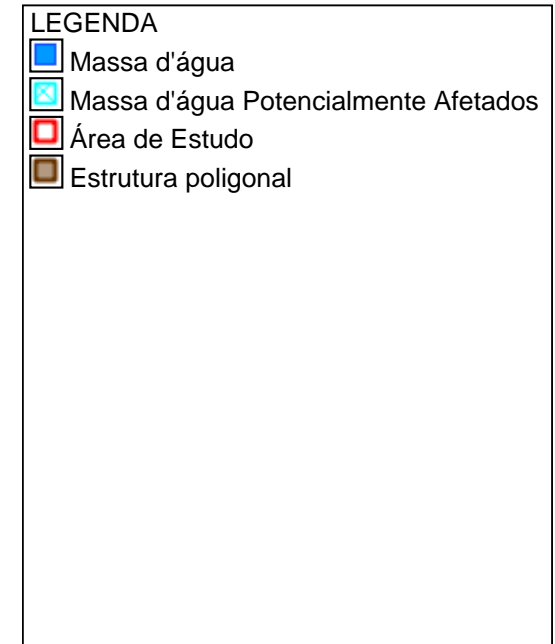 LEGENDA
Massa d'água
Massa d'água Potencialmente Afetados
Área de Estudo
Estrutura poligonal